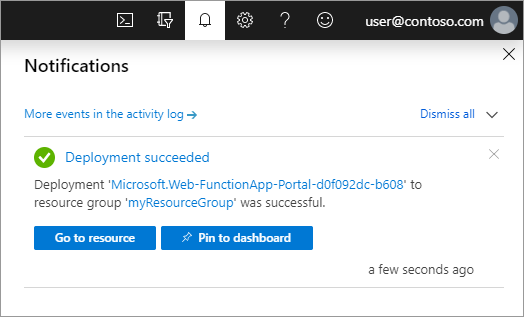 user@contoso.com
Notifications
More events in the activity log →
Dismiss all
Deployment succeeded
Deployment 'Microsoft.Web-FunctionApp-Portal-d0f092dc-b608' to
resource group 'myResourceGroup' was successful.
Go to resource
Pin to dashboard
a few seconds ago